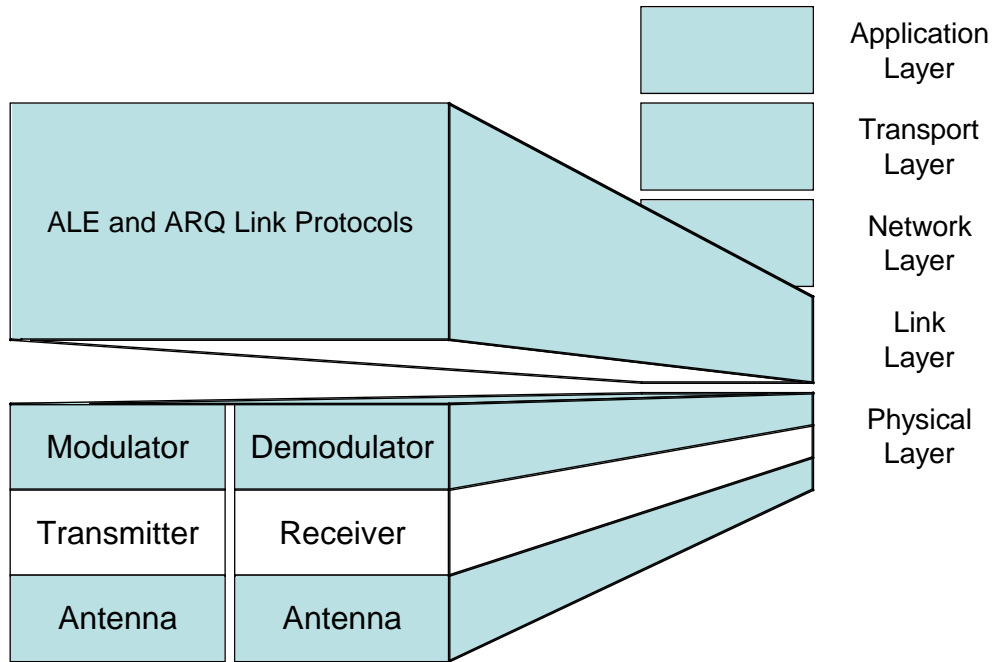 Application
Layer
Transport
Layer
ALE and ARQ Link Protocols
Network
Layer
Link
Layer
Physical
Layer
Modulator
Demodulator
Transmitter
Receiver
Antenna
Antenna